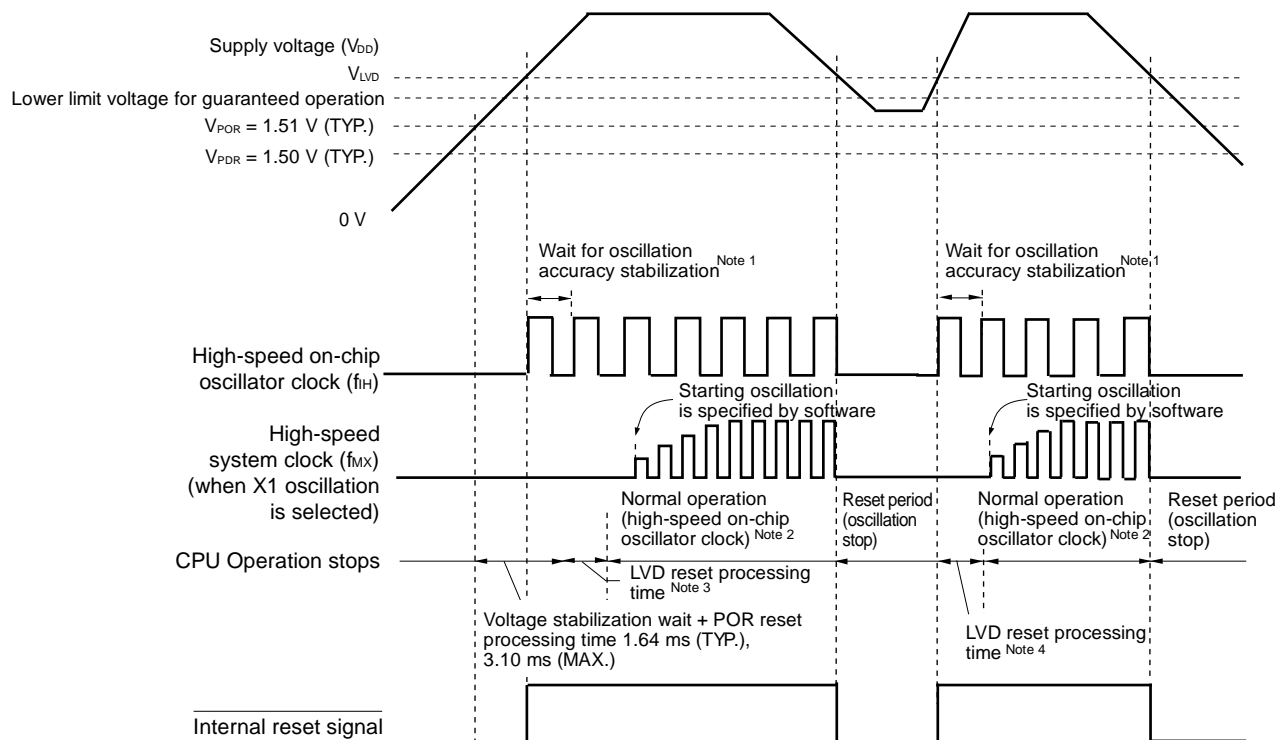 Supply voltage (VDD)
VLVD
Lower limit voltage for guaranteed operation
VPOR = 1.51 V (TYP.)
VPDR = 1.50 V (TYP.)
0 V
Wait for oscillation
accuracy stabilization Note 1
Wait for oscillation
accuracy stabilization Note 1
High-speed on-chip
oscillator clock (fIH)
Starting oscillation
is specified by software
Starting oscillation
is specified by software
High-speed
system clock (fMX)
(when X1 oscillation
is selected)
Normal operation
(high-speed on-chip
oscillator clock) Note 2
Reset period
(oscillation
stop)
Normal operation
(high-speed on-chip
oscillator clock) Note 2
Reset period
(oscillation
stop)
CPU Operation stops
LVD reset processing
time Note 3
Voltage stabilization wait + POR reset
processing time 1.64 ms (TYP.),
3.10 ms (MAX.)
LVD reset processing
time Note 4
Internal reset signal